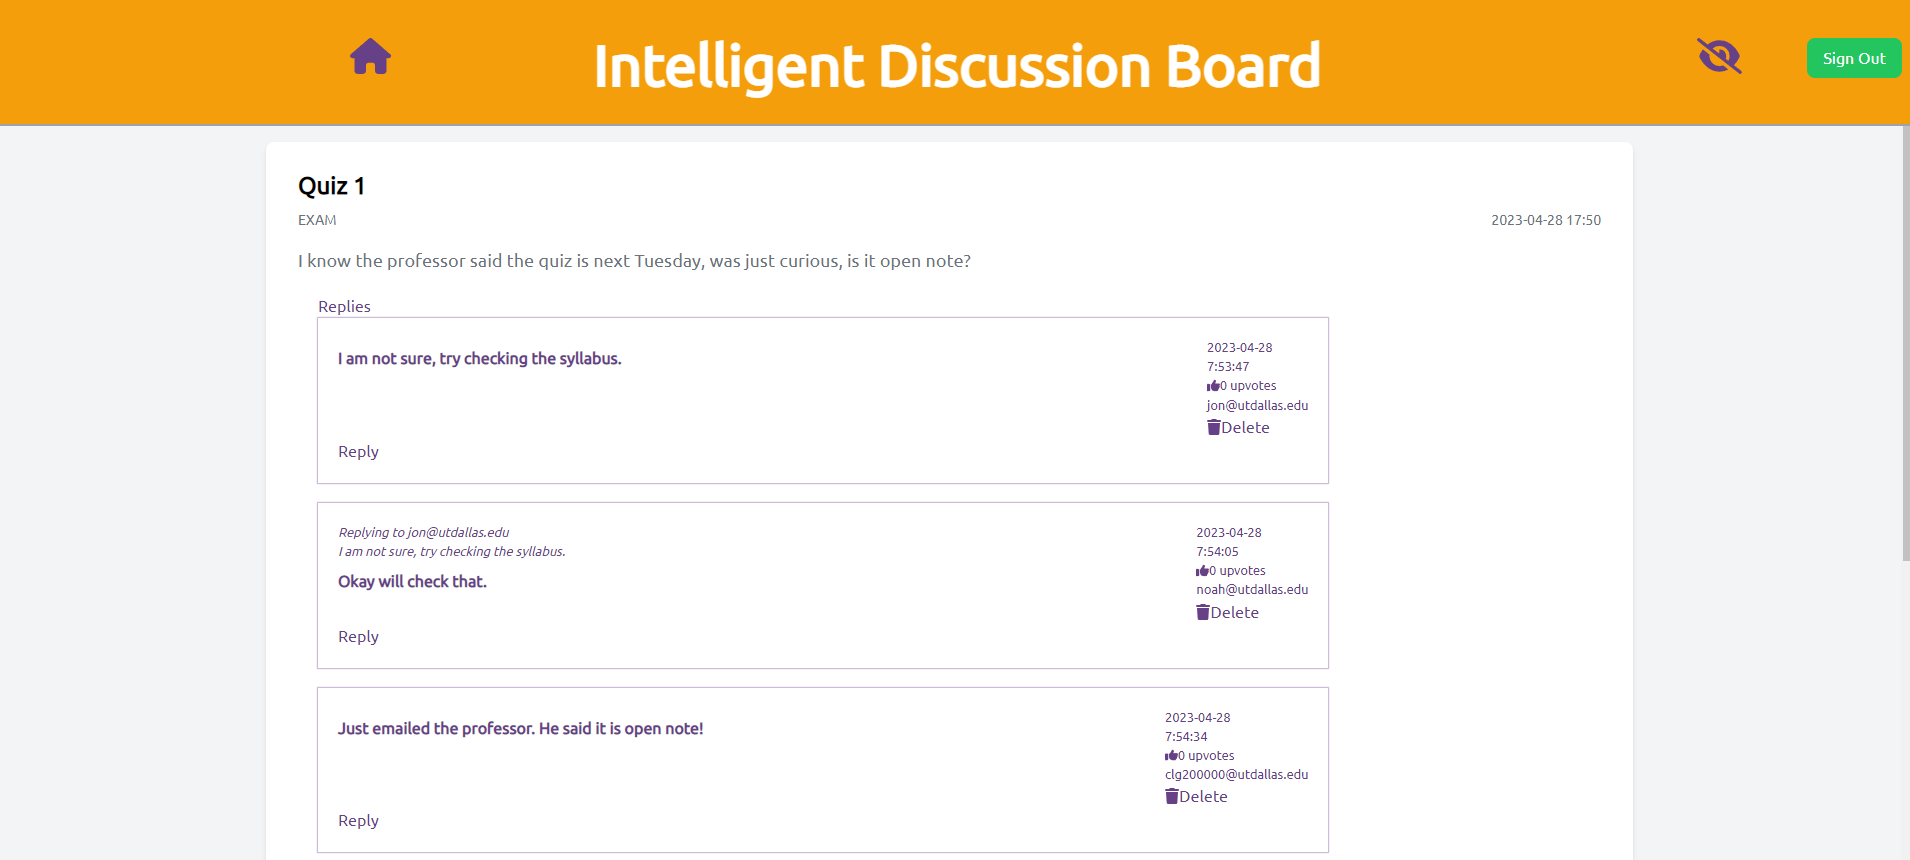 Intelligent Discussion Board
Sign Out
Quiz 1
EXAM
2023-04-28 17:50
I know the professor said the quiz is next Tuesday, was just curious, is it open note?
Replies
I am not sure, try checking the syllabus.
2023-04-28
7:53:47
0 upvotes
jon@utdallas.edu
Delete
Reply
Replying to jon@utdallas.edu
I am not sure, try checking the syllabus.
Okay will check that.
2023-04-28
7:54:05
0 upvotes
noah@utdallas.edu
Delete
Reply
Just emailed the professor. He said it is open note!
2023-04-28
7:54:34
0 upvotes
clg200000@utdallas.edu
Delete
Reply